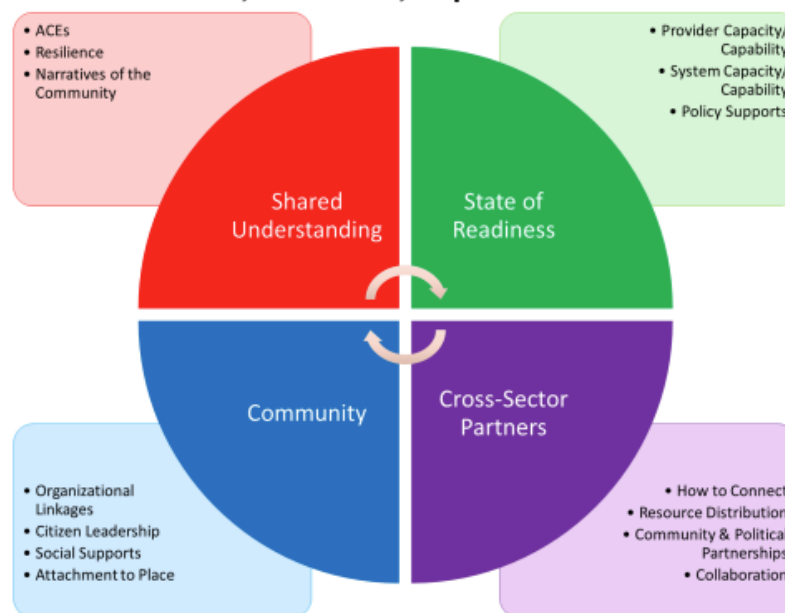 • ACEs
• Resilience
• Narratives of the
Community
• Provider Capacity/
Capability
• System Capacity/
Capability
• Policy Supports
Shared
Understanding
State of
Readiness
Community
Cross-Sector
Partners
• Organizational
Linkages
• Citizen Leadership
• Social Supports
• Attachment to Place
• How to Connect
• Resource Distribution
• Community & Political
Partnerships
• Collaboration